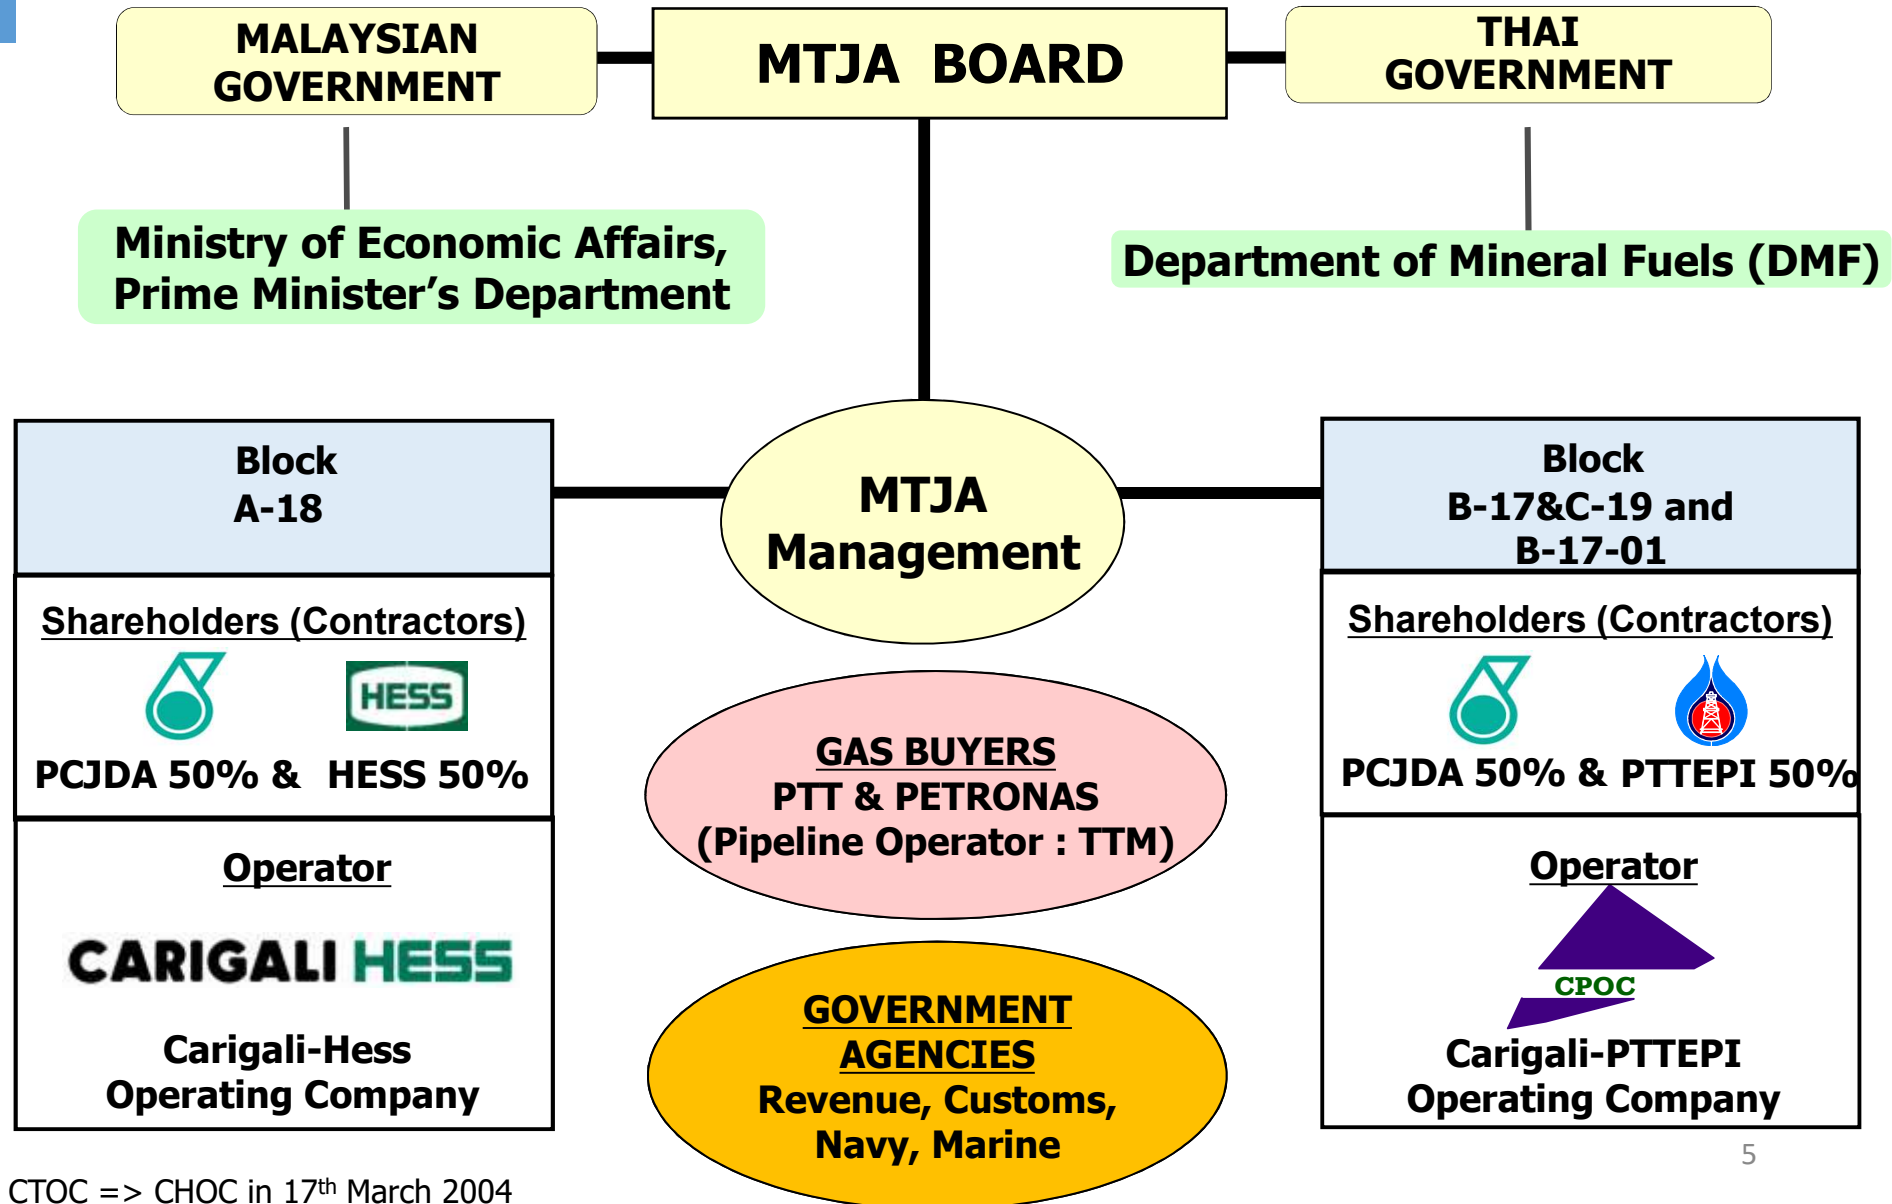 MALAYSIAN
GOVERNMENT
MTJA BOARD
THAI
GOVERNMENT
Ministry of Economic Affairs,
Prime Minister’s Department
Department of Mineral Fuels (DMF)
Block
A-18
Shareholders (Contractors)
HESS
PCJDA 50% & HESS 50%
Operator
CARIGALI HESS
Carigali-Hess
Operating Company
MTJA
Management
GAS BUYERS
PTT & PETRONAS
(Pipeline Operator : TTM)
GOVERNMENT
AGENCIES
Revenue, Customs,
Navy, Marine
Block
B-17&C-19 and
B-17-01
Shareholders (Contractors)
PCJDA 50% & PTTEPI 50%
Operator
CPOC
Carigali-PTTEPI
Operating Company
5
CTOC => CHOC in 17th March 2004